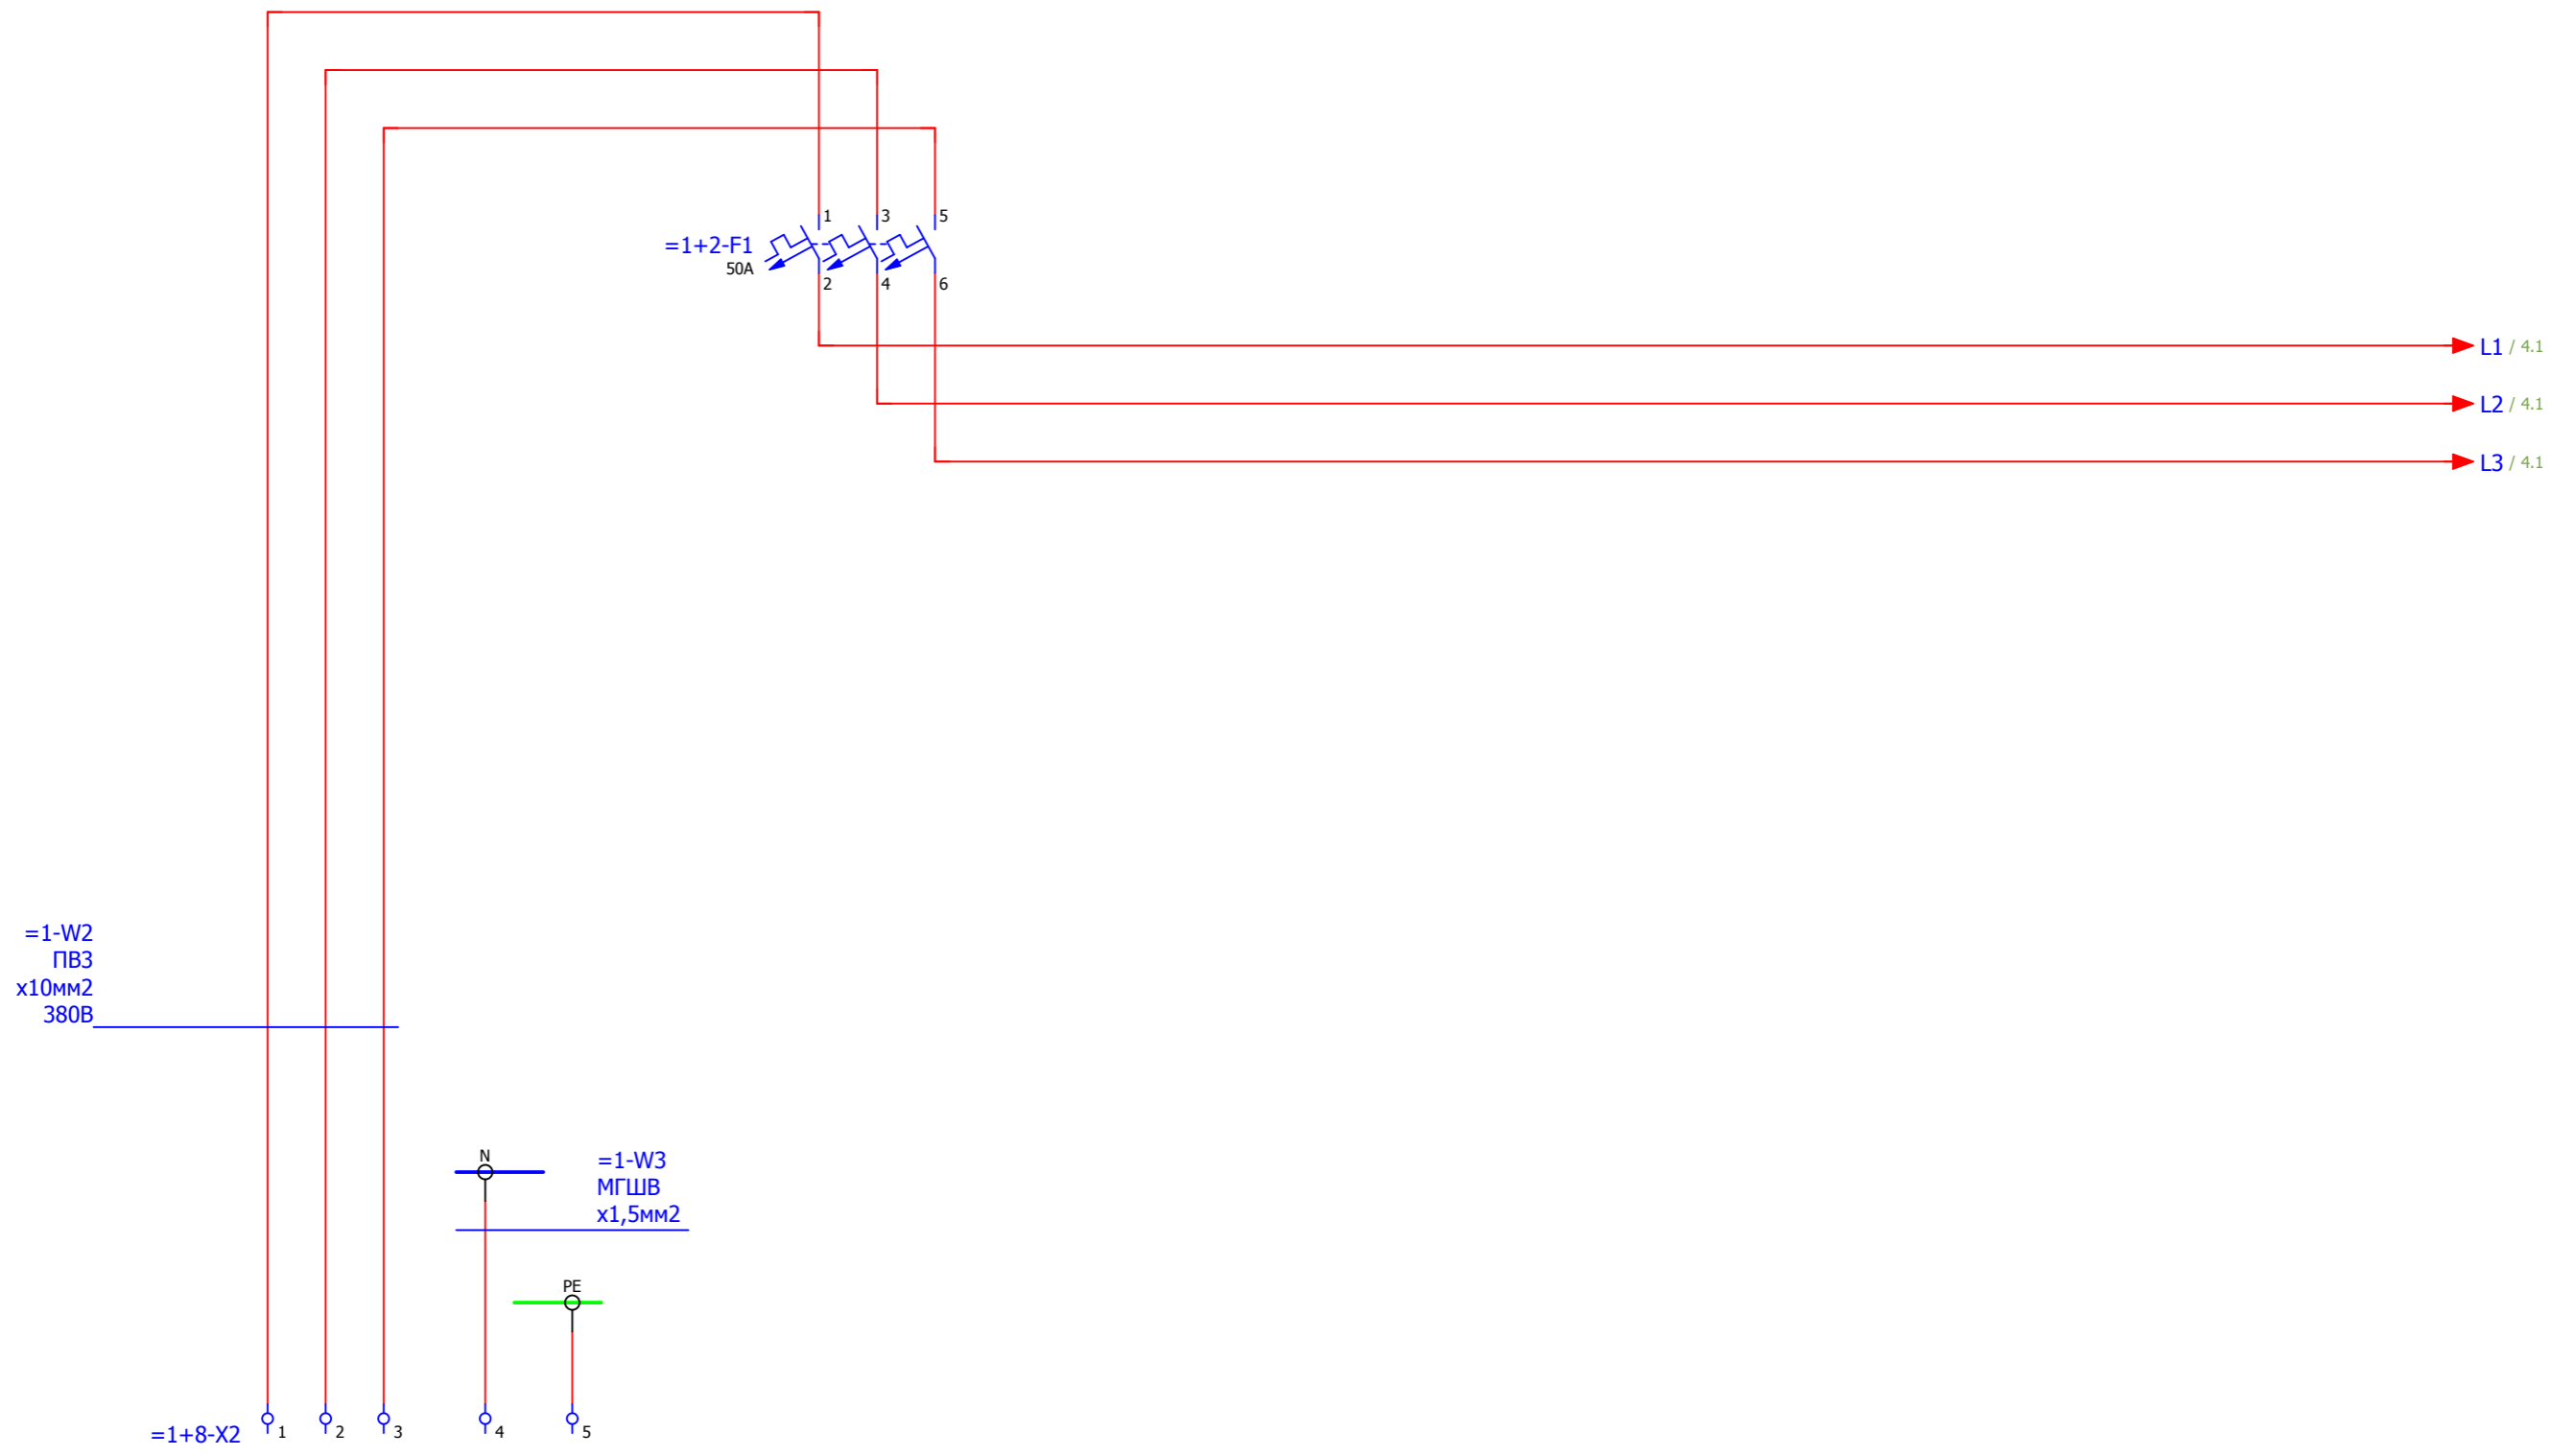 1 3 5
=1+2-F1
50A
2 4 6
L1 / 4.1
L2 / 4.1
L3 / 4.1
=1-W2
ПВ3
x10мм2
380В
N
=1-W3
МГШВ
x1,5мм2
PE
=1+8-X2 1 2 3 4 5